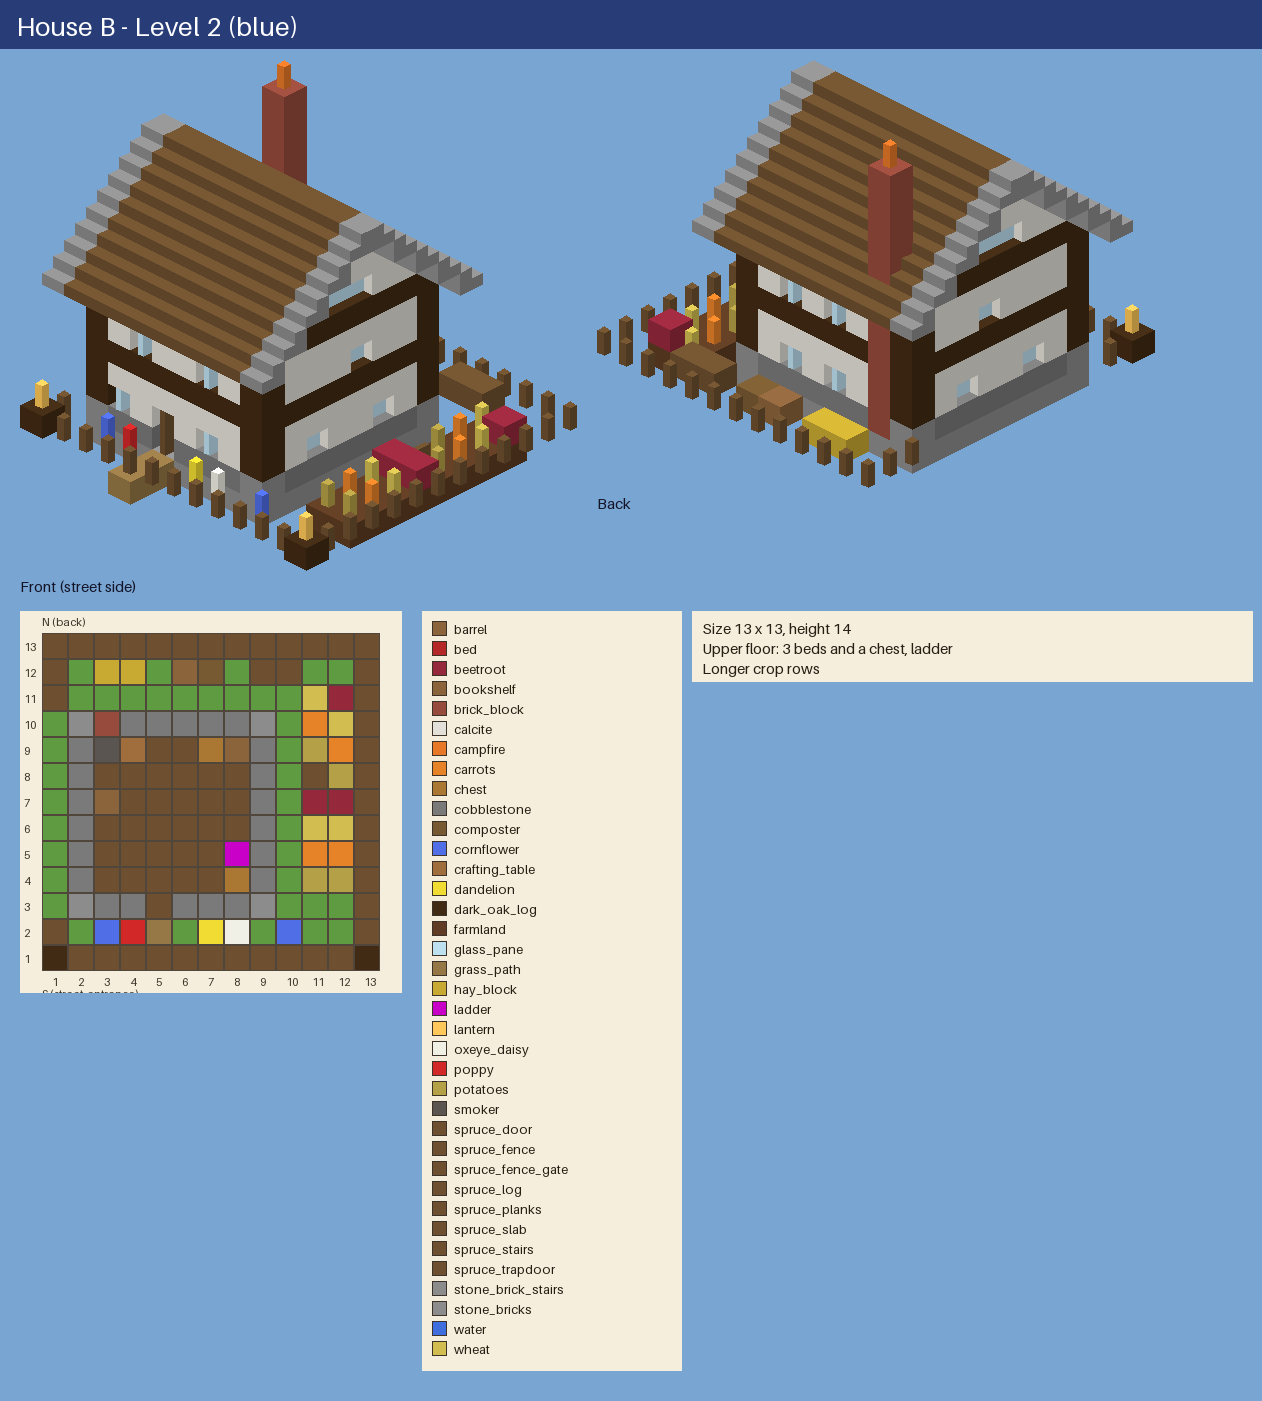 House B - Level 2 (blue)
Back
Front (street side)
N (back)
13
12
11
10
9
8
7
6
5
4
3
2
1
1 2 3 4 5 6 7 8 9 10 11 12 13
S (street entrance)
barrel
bed
beetroot
bookshelf
brick_block
calcite
campfire
carrots
chest
cobblestone
composter
cornflower
crafting_table
dandelion
dark_oak_log
farmland
glass_pane
grass_path
hay_block
ladder
lantern
oxeye_daisy
poppy
potatoes
smoker
spruce_door
spruce_fence
spruce_fence_gate
spruce_log
spruce_planks
spruce_slab
spruce_stairs
spruce_trapdoor
stone_brick_stairs
stone_bricks
water
wheat
Size 13 x 13, height 14
Upper floor: 3 beds and a chest, ladder
Longer crop rows